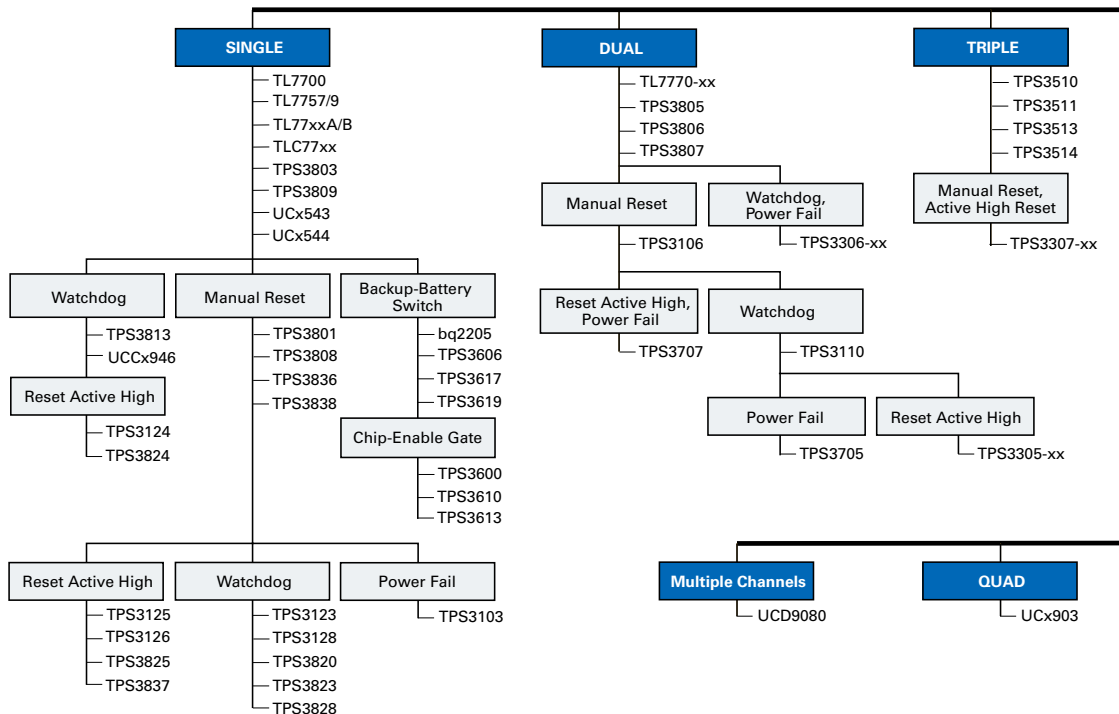 SINGLE
TL7700
TL7757/9
TL77xxA/B
TLC77xx
TPS3803
TPS3809
UCx543
UCx544
Watchdog
TPS3813
UCCx946
Reset Active High
TPS3124
TPS3824
Manual Reset
TPS3801
TPS3808
TPS3836
TPS3838
Backup-Battery
Switch
bq2205
TPS3606
TPS3617
TPS3619
Chip-Enable Gate
TPS3600
TPS3610
TPS3613
Reset Active High
TPS3125
TPS3126
TPS3825
TPS3837
Watchdog
TPS3123
TPS3128
TPS3820
TPS3823
TPS3828
Power Fail
TPS3103
DUAL
TL7770-xx
TPS3805
TPS3806
TPS3807
Manual Reset
TPS3106
Watchdog,
Power Fail
TPS3306-xx
Reset Active High,
Power Fail
TPS3707
Watchdog
TPS3110
Power Fail
TPS3705
Reset Active High
TPS3305-xx
TRIPLE
TPS3510
TPS3511
TPS3513
TPS3514
Manual Reset,
Active High Reset
TPS3307-xx
Multiple Channels
UCD9080
QUAD
UCx903